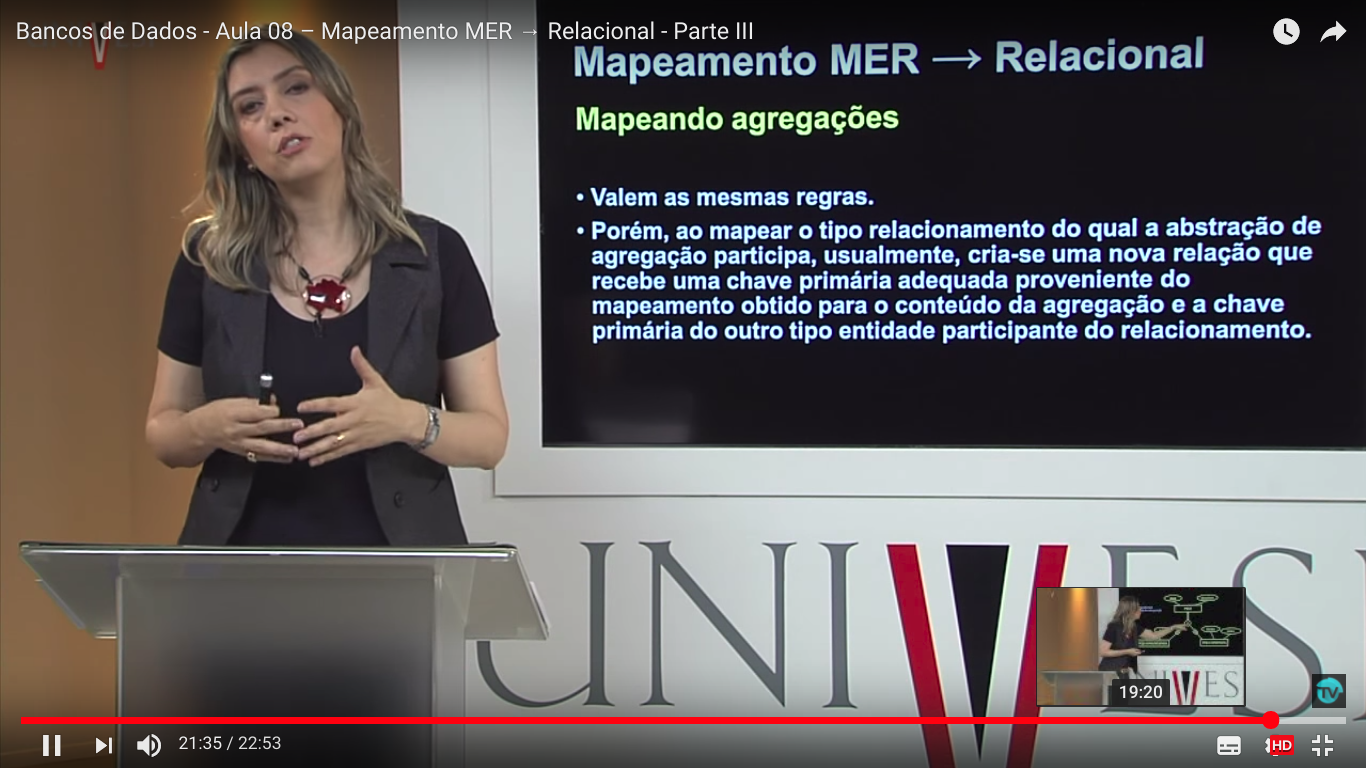 Bancos de Dados - Aula 08 – Mapeamento MER → Relacional - Parte III
Mapeamento MER → Relacional
Mapeando agregações
• Valem as mesmas regras.
• Porém, ao mapear o tipo relacionamento do qual a abstração de
agregação participa, usualmente, cria-se uma nova relação que
recebe uma chave primária adequada proveniente do
mapeamento obtido para o conteúdo da agregação e a chave
primária do outro tipo entidade participante do relacionamento.
UNIVES
UNIVES
19:20
TV
21:35 / 22:53
HD